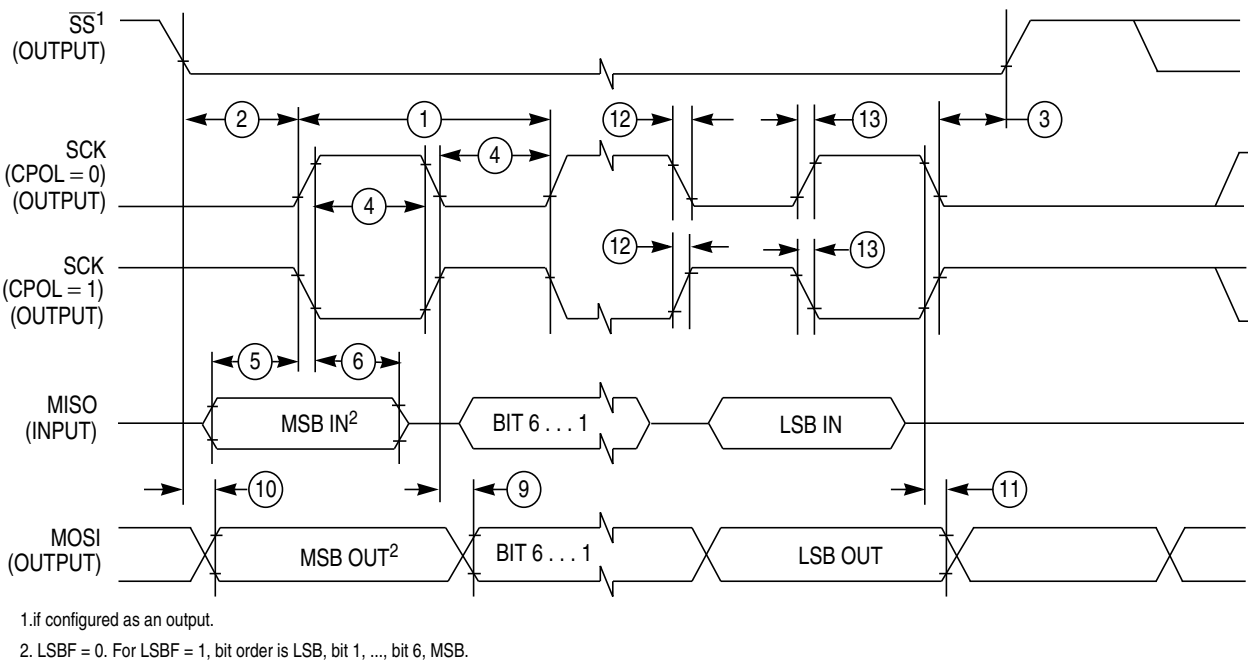 SS1
(OUTPUT)
2
1
12
13
3
SCK
(CPOL = 0)
(OUTPUT)
4
4
12
13
SCK
(CPOL = 1)
(OUTPUT)
5
6
MISO
(INPUT)
MSB IN2
BIT 6 . . . 1
LSB IN
10
9
11
MOSI
(OUTPUT)
MSB OUT2
BIT 6 . . . 1
LSB OUT
1.if configured as an output.
2. LSBF = 0. For LSBF = 1, bit order is LSB, bit 1, ..., bit 6, MSB.